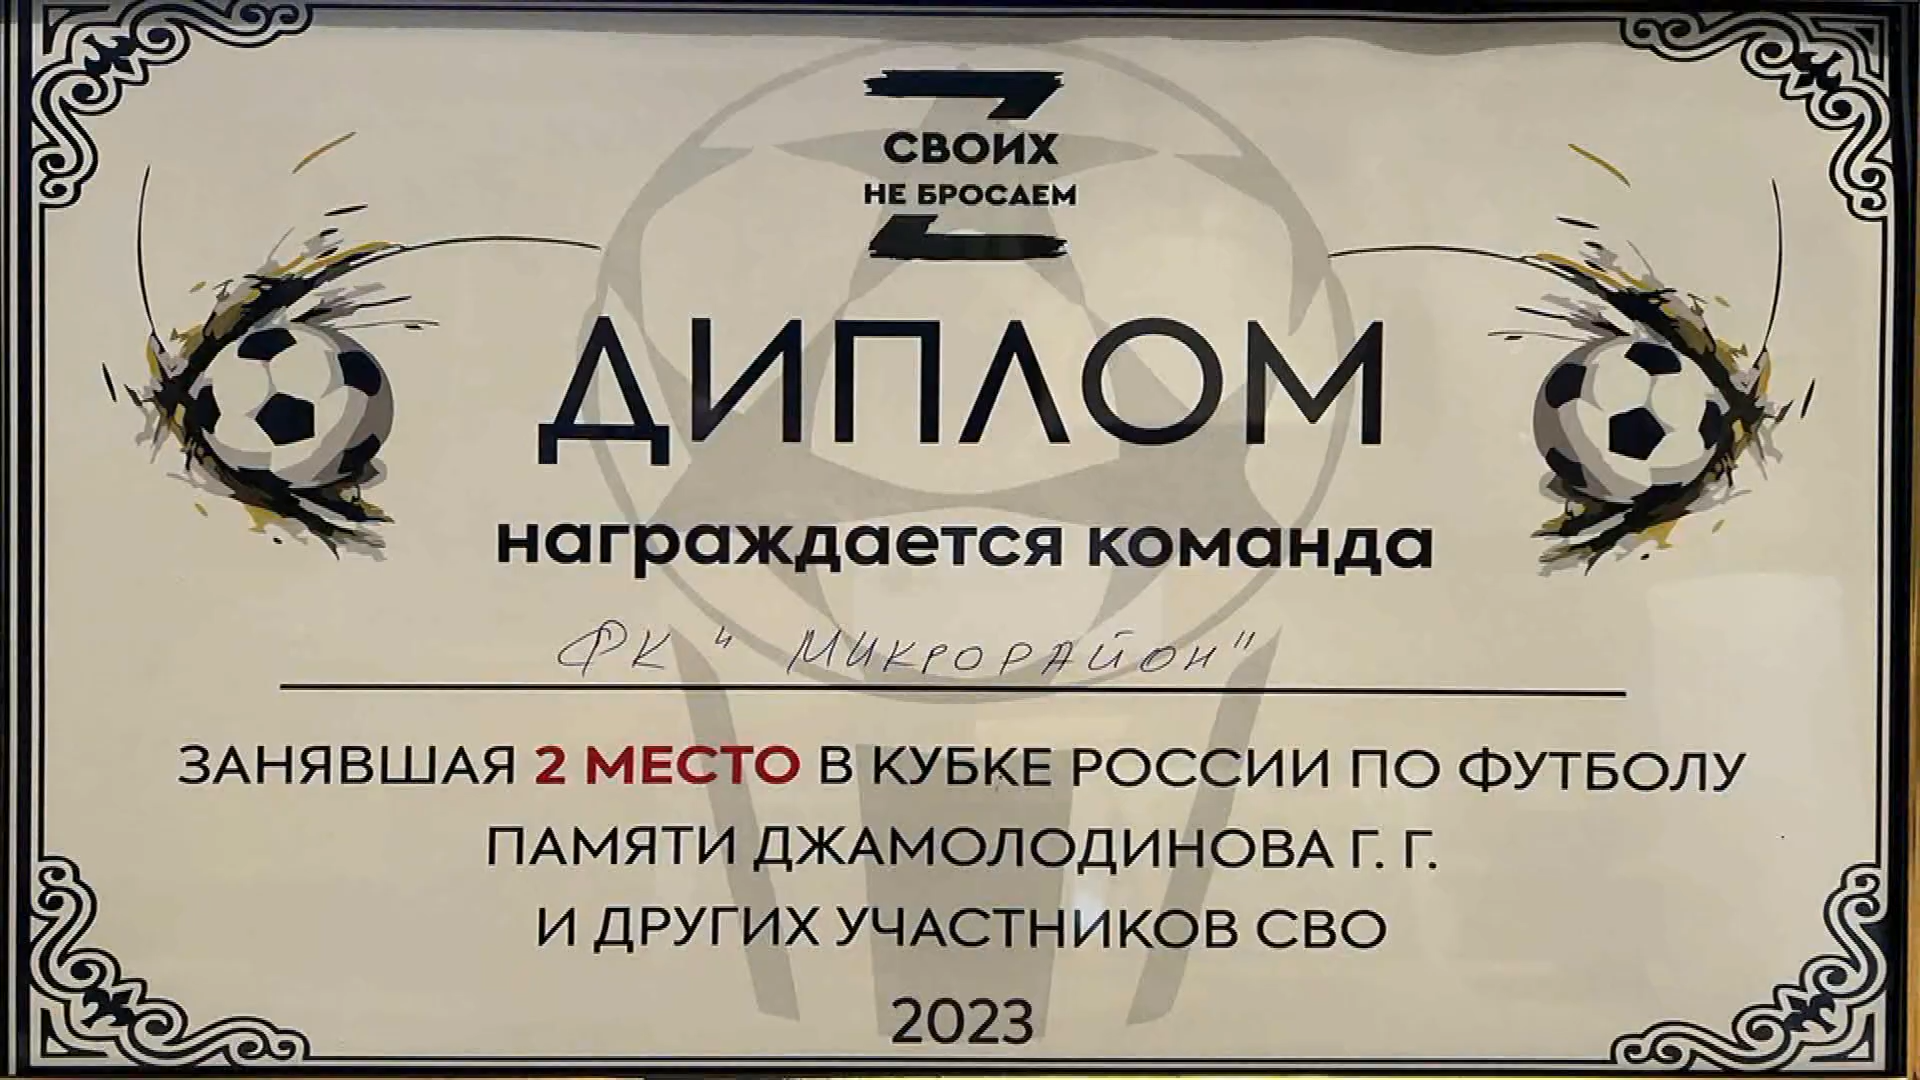 СВОИХ
НЕ БРОСАЕМ
ДИПЛОМ
награждается команда
ФК "Микрорайон"
ЗАНЯВШАЯ 2 МЕСТО В КУБКЕ РОССИИ ПО ФУТБОЛУ
ПАМЯТИ ДЖАМОЛОДИНОВА Г. Г.
И ДРУГИХ УЧАСТНИКОВ СВО
2023